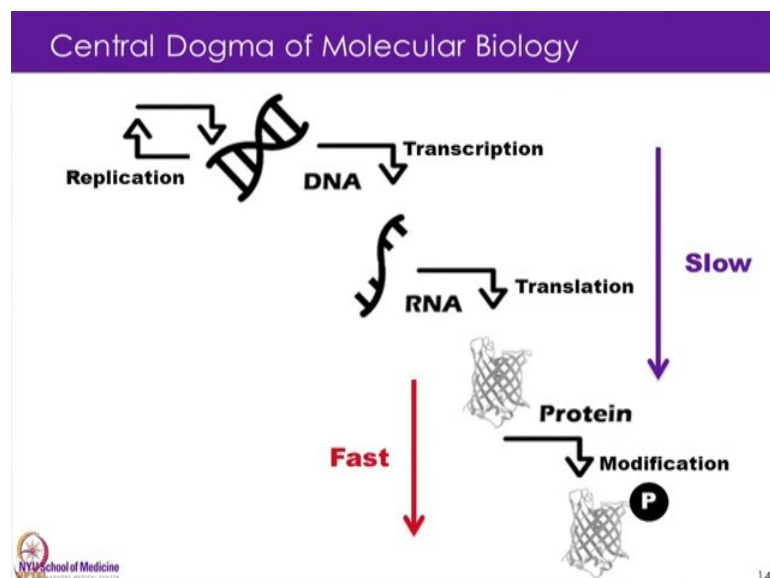 Central Dogma of Molecular Biology
Replication
DNA
Transcription
RNA
Translation
Slow
Protein
Fast
Modification
P
NYU School of Medicine
14